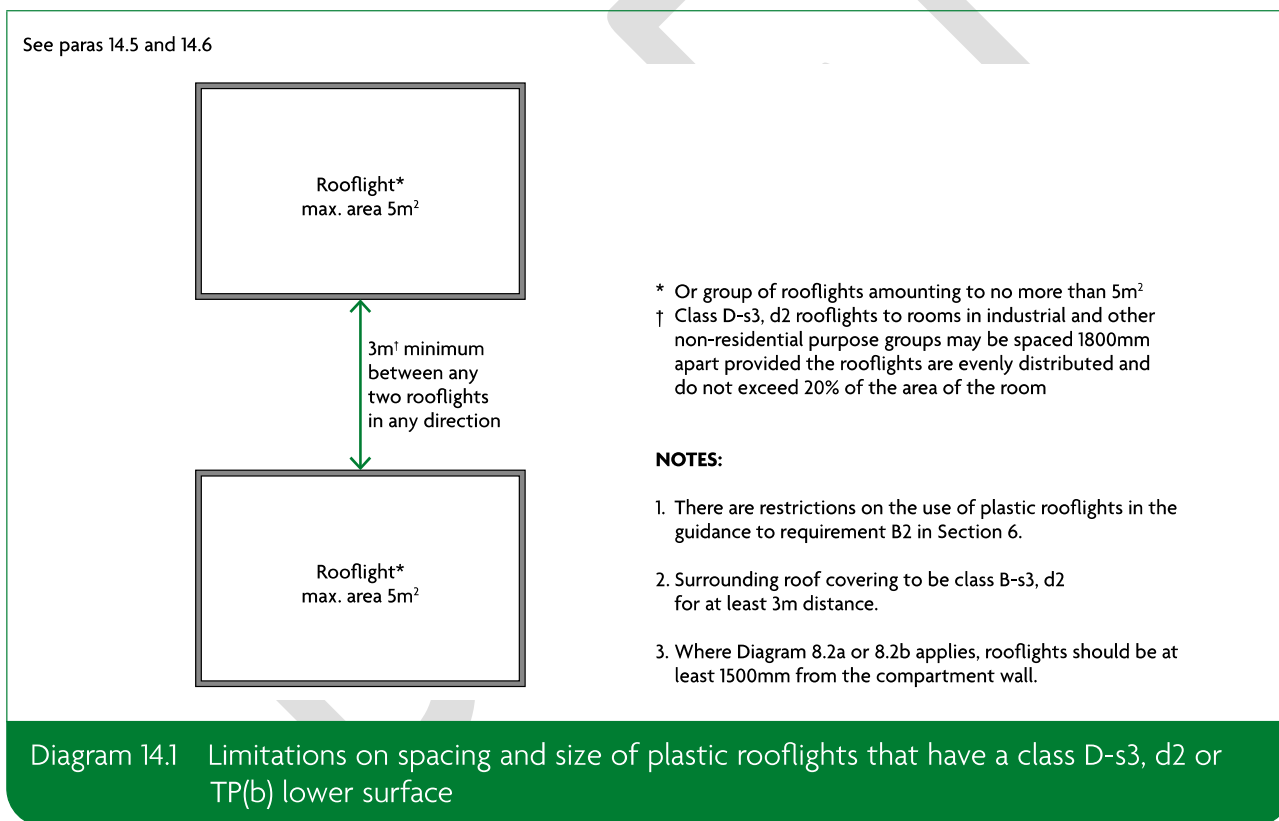 See paras 14.5 and 14.6
Rooflight*
max. area 5m²
3m† minimum
between any
two rooflights
in any direction
Rooflight*
max. area 5m²
* Or group of rooflights amounting to no more than 5m²
† Class D-s3, d2 rooflights to rooms in industrial and other
non-residential purpose groups may be spaced 1800mm
apart provided the rooflights are evenly distributed and
do not exceed 20% of the area of the room
NOTES:
1. There are restrictions on the use of plastic rooflights in the
guidance to requirement B2 in Section 6.
2. Surrounding roof covering to be class B-s3, d2
for at least 3m distance.
3. Where Diagram 8.2a or 8.2b applies, rooflights should be at
least 1500mm from the compartment wall.
Diagram 14.1 Limitations on spacing and size of plastic rooflights that have a class D-s3, d2 or
TP(b) lower surface